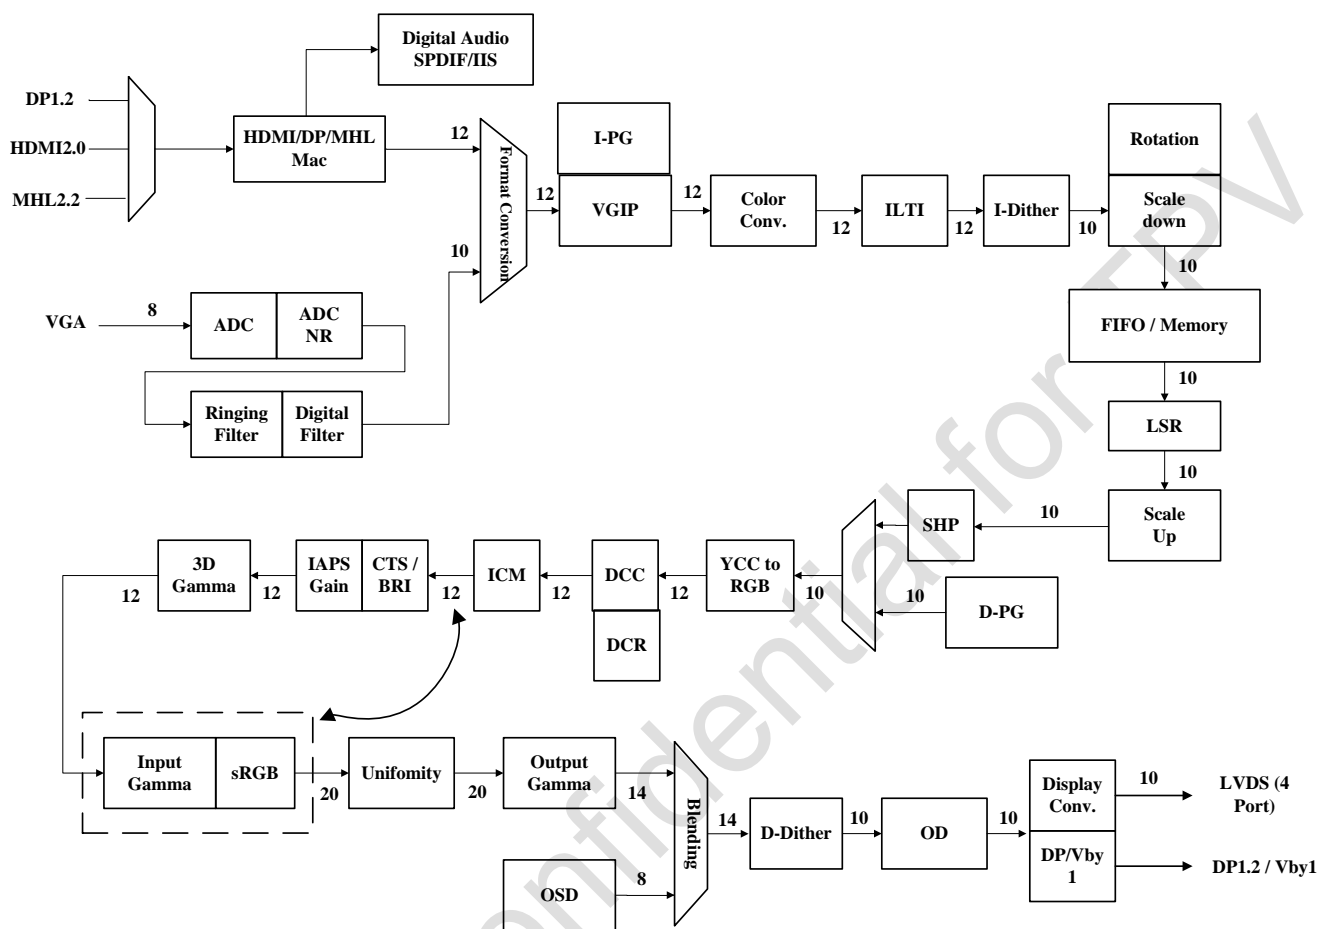 Digital Audio
SPDIF/IIS
DP1.2
HDMI2.0
MHL2.2
HDMI/DP/MHL
Mac
12
Format Conversion
10
12
I-PG
VGIP
12
Color
Conv.
12
ILTI
12
I-Dither
10
Rotation
Scale
down
10
VGA
8
ADC
ADC
NR
Ringing
Filter
Digital
Filter
FIFO / Memory
10
LSR
10
Scale
Up
10
SHP
10
D-PG
10
YCC to
RGB
12
DCC
DCR
12
ICM
12
CTS /
BRI
IAPS
Gain
12
3D
Gamma
12
Input
Gamma
sRGB
20
Unifomity
20
Output
Gamma
14
OSD
8
Blending
14
D-Dither
10
OD
10
Display
Conv.
DP/Vby
1
10
LVDS (4
Port)
DP1.2 / Vby1
onfidential for TPV